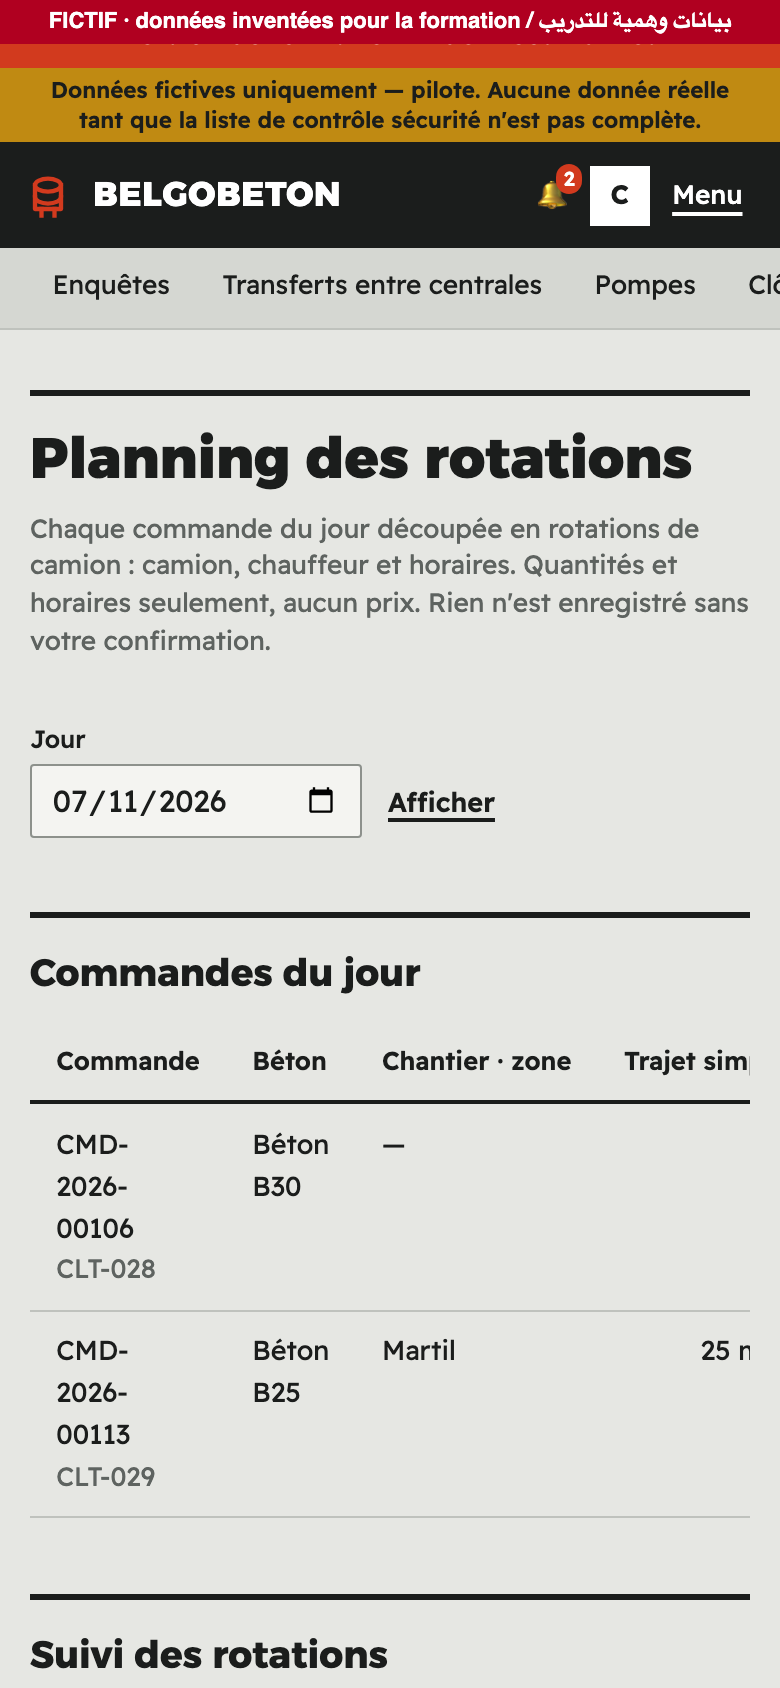 FICTIF · données inventées pour la formation / بيانات وهمية للتدريب
Données fictives uniquement — pilote. Aucune donnée réelle
tant que la liste de contrôle sécurité n'est pas complète.
BELGOBETON
2
C
Menu
Enquêtes
Transferts entre centrales
Pompes
Clô
Planning des rotations
Chaque commande du jour découpée en rotations de
camion : camion, chauffeur et horaires. Quantités et
horaires seulement, aucun prix. Rien n'est enregistré sans
votre confirmation.
Jour
07/11/2026
Afficher
Commandes du jour
Commande
Béton
Chantier · zone
Trajet sim
CMD-
2026-
00106
CLT-028
Béton
B30
—
CMD-
2026-
00113
CLT-029
Béton
B25
Martil
25
Suivi des rotations